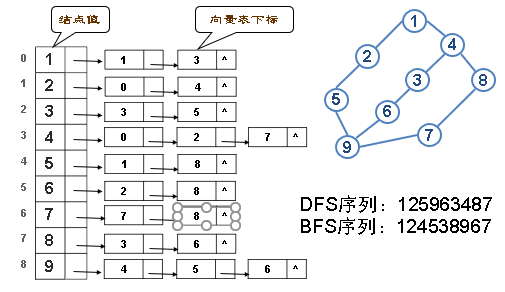 结点值 向量表下标
0 1 1 3 ^
1 2 0 4 ^
2 3 3 5 ^
3 4 0 2 7 ^
4 5 1 8 ^
5 6 2 8 ^
6 7 7 8 ^
7 8 3 6 ^
8 9 4 5 6 ^
1
4
2
3
8
5
6
7
9
DFS序列：125963487
BFS序列：124538967